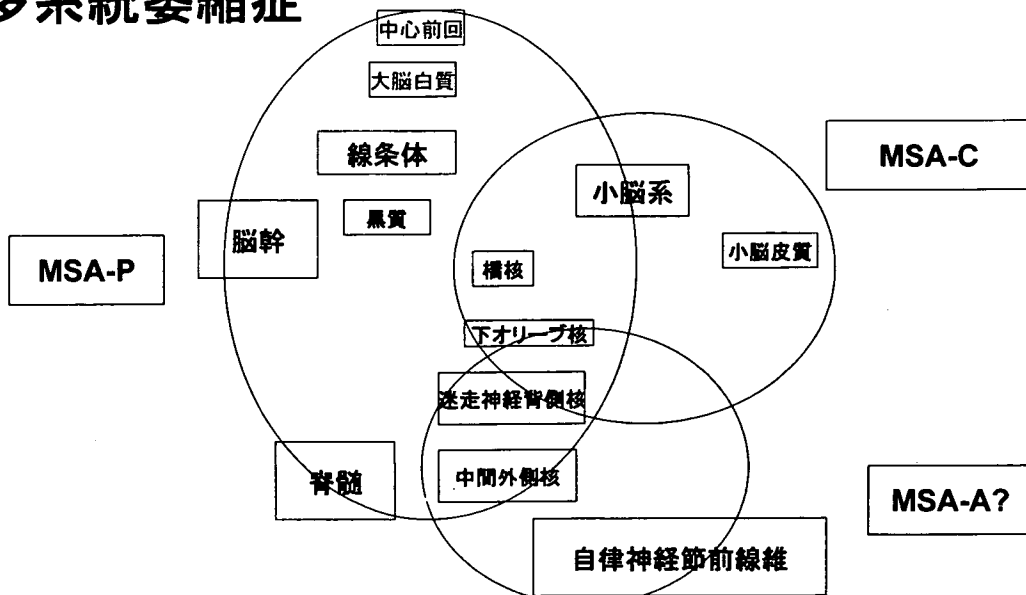 多系統萎縮症
中心前回
大脳白質
線条体
MSA-C
小脳系
黒質
脳幹
小脳皮質
MSA-P
橋核
下オリーブ核
迷走神経背側核
脊髄
中間外側核
MSA-A?
自律神経節前線維